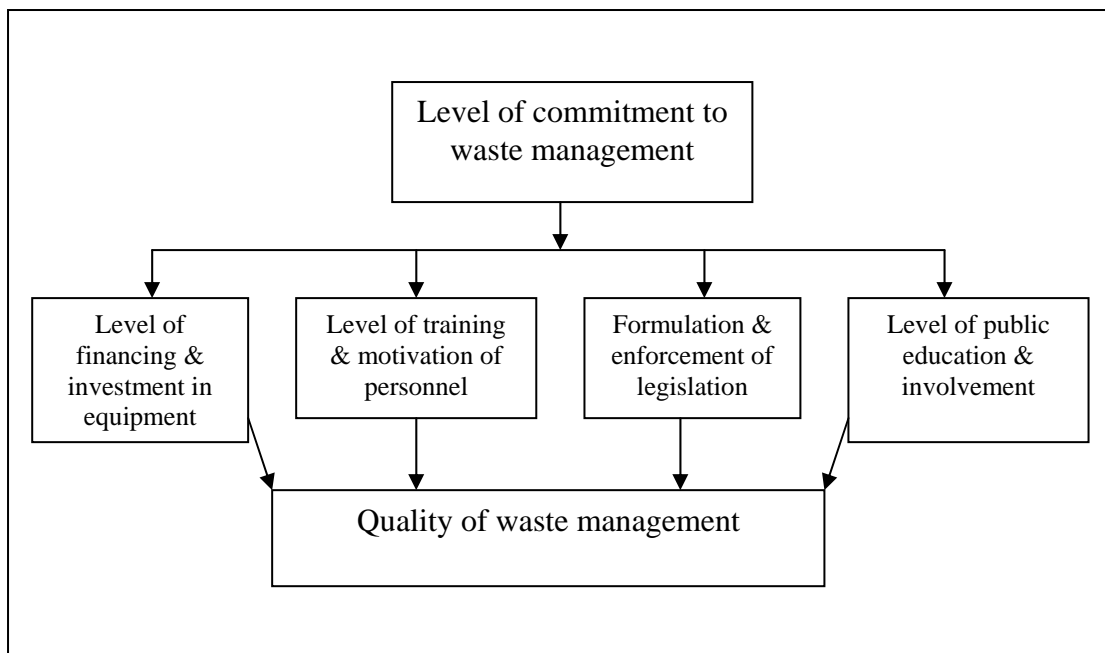 Level of commitment to
waste management
Level of
financing &
investment in
equipment
Level of training
& motivation of
personnel
Formulation &
enforcement of
legislation
Level of public
education &
involvement
Quality of waste management